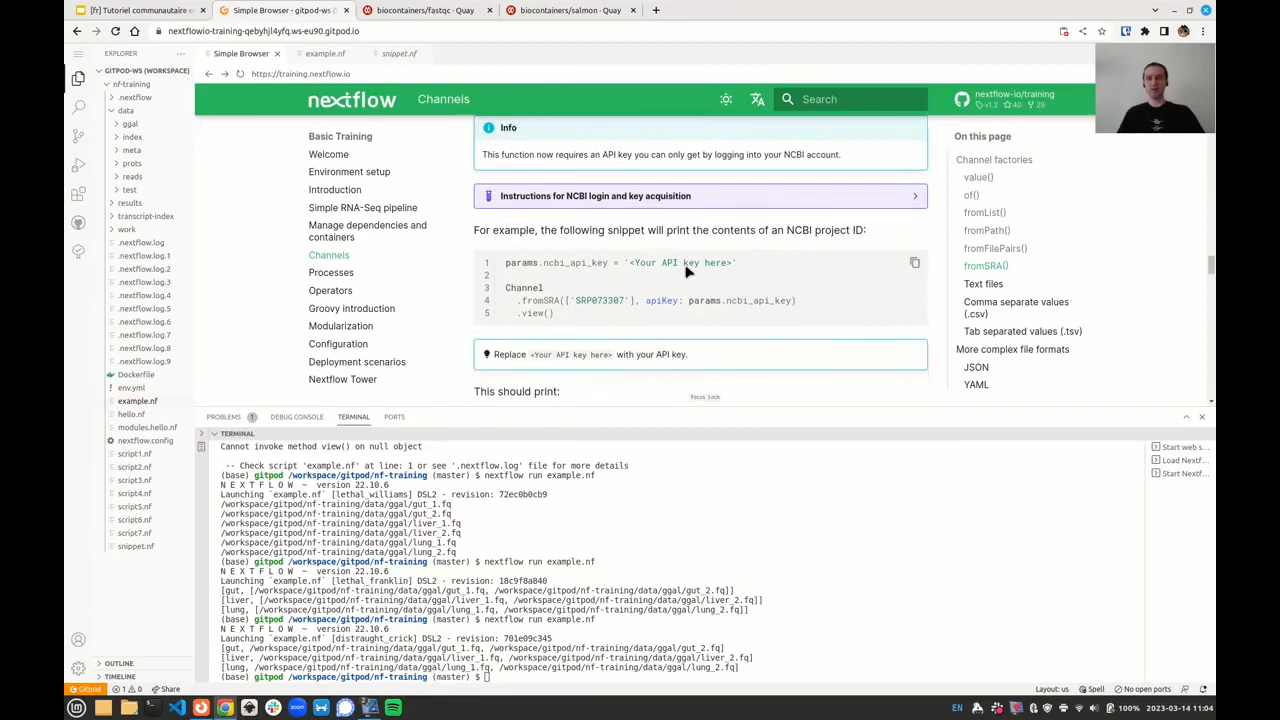 [fr] Tutoriel communautaire e
Gitpod code - gitpod-ws (
biocontainers/fastqc · Quay
biocontainers/salmon · Quay
nextflowio-training-qebyhjl4yfq.ws-eu90.gitpod.io
EXPLORER
Simple Browser
example.nf
snippet.nf
GITPOD-WS (WORKSPACE)
nf-training
.nextflow
data
ggal
index
meta
prots
reads
test
results
transcript-index
work
.nextflow.log
.nextflow.log.1
.nextflow.log.2
.nextflow.log.3
.nextflow.log.4
.nextflow.log.5
.nextflow.log.6
.nextflow.log.7
.nextflow.log.8
.nextflow.log.9
Dockerfile
env.yml
example.nf
hello.nf
modules.hello.nf
nextflow.config
script1.nf
script2.nf
script3.nf
script4.nf
script5.nf
script6.nf
script7.nf
snippet.nf
OUTLINE
TIMELINE
https://training.nextflow.io
nextflow
Channels
Search
nextflow-io/training
v1.2 40 29
Basic Training
Welcome
Environment setup
Introduction
Simple RNA-Seq pipeline
Manage dependencies and
containers
Channels
Processes
Operators
Groovy introduction
Modularization
Configuration
Deployment scenarios
Nextflow Tower
Info
This function now requires an API key you can only get by logging into your NCBI account.
Instructions for NCBI login and key acquisition
For example, the following snippet will print the contents of an NCBI project ID:
1 params.ncbi_api_key = '<Your API key here>'
2
3 Channel
4 .fromSRA(['SRP073307'], apiKey: params.ncbi_api_key)
5 .view()
Replace <Your API key here> with your API key.
This should print:
Focus Lock
On this page
Channel factories
value()
of()
fromList()
fromPath()
fromFilePairs()
fromSRA()
Text files
Comma separate values
(.csv)
Tab separated values (.tsv)
More complex file formats
JSON
YAML
PROBLEMS 1 DEBUG CONSOLE TERMINAL PORTS
TERMINAL
Cannot invoke method view() on null object
-- Check script 'example.nf' at line: 1 or see '.nextflow.log' file for more details
(base) gitpod /workspace/gitpod/nf-training (master) $ nextflow run example.nf
N E X T F L O W ~ version 22.10.6
Launching `example.nf` [lethal_williams] DSL2 - revision: 72ec0b0cb9
/workspace/gitpod/nf-training/data/ggal/gut_1.fq
/workspace/gitpod/nf-training/data/ggal/gut_2.fq
/workspace/gitpod/nf-training/data/ggal/liver_1.fq
/workspace/gitpod/nf-training/data/ggal/liver_2.fq
/workspace/gitpod/nf-training/data/ggal/lung_1.fq
/workspace/gitpod/nf-training/data/ggal/lung_2.fq
(base) gitpod /workspace/gitpod/nf-training (master) $ nextflow run example.nf
N E X T F L O W ~ version 22.10.6
Launching `example.nf` [lethal_franklin] DSL2 - revision: 18c9f8a840
[gut, [/workspace/gitpod/nf-training/data/ggal/gut_1.fq, /workspace/gitpod/nf-training/data/ggal/gut_2.fq]]
[liver, [/workspace/gitpod/nf-training/data/ggal/liver_1.fq, /workspace/gitpod/nf-training/data/ggal/liver_2.fq]]
[lung, [/workspace/gitpod/nf-training/data/ggal/lung_1.fq, /workspace/gitpod/nf-training/data/ggal/lung_2.fq]]
(base) gitpod /workspace/gitpod/nf-training (master) $ nextflow run example.nf
N E X T F L O W ~ version 22.10.6
Launching `example.nf` [distraught_crick] DSL2 - revision: 701e09c345
[gut, /workspace/gitpod/nf-training/data/ggal/gut_1.fq, /workspace/gitpod/nf-training/data/ggal/gut_2.fq]
[liver, /workspace/gitpod/nf-training/data/ggal/liver_1.fq, /workspace/gitpod/nf-training/data/ggal/liver_2.fq]
[lung, /workspace/gitpod/nf-training/data/ggal/lung_1.fq, /workspace/gitpod/nf-training/data/ggal/lung_2.fq]
(base) gitpod /workspace/gitpod/nf-training (master) $
Start web s
Load Nextf
Start Nextf
Gitpod 1 0 Share
Layout: us Spell No open ports
zoom
EN 100% 2023-03-14 11:04